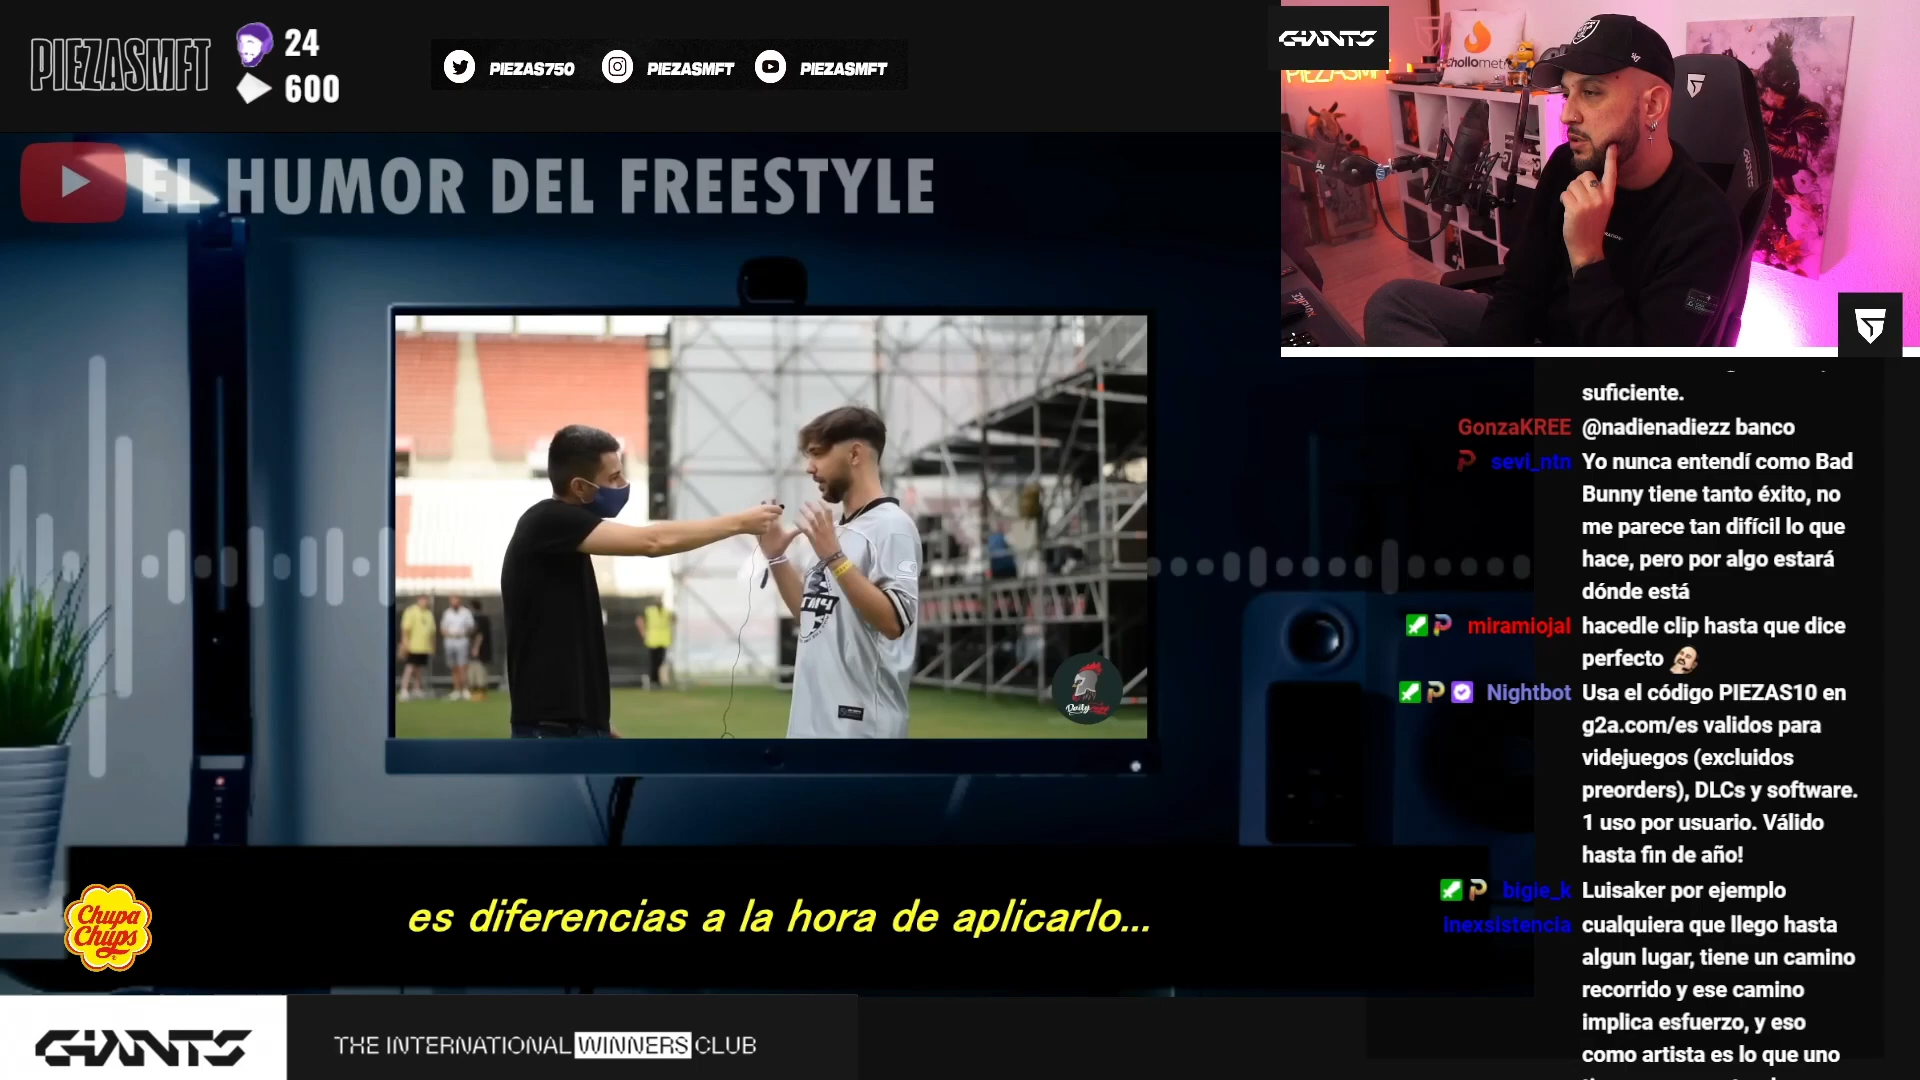 PIEZASMFT
24
600
PIEZAS750
PIEZASMFT
PIEZASMFT
GIANTS
PIEZASM
chollomet
EL HUMOR DEL FREESTYLE
suficiente.
GonzaKREE @nadienadiezz banco
sevi_ntn Yo nunca entendí como Bad
Bunny tiene tanto éxito, no
me parece tan difícil lo que
hace, pero por algo estará
dónde está
miramiojal hacedle clip hasta que dice
perfecto
Nightbot Usa el código PIEZAS10 en
g2a.com/es validos para
videjuegos (excluidos
preorders), DLCs y software.
1 uso por usuario. Válido
hasta fin de año!
bigie_k Luisaker por ejemplo
Inexsistencia cualquiera que llego hasta
algun lugar, tiene un camino
recorrido y ese camino
implica esfuerzo, y eso
como artista es lo que uno
es diferencias a la hora de aplicarlo...
Chupa
Chups
GIANTS
THE INTERNATIONAL WINNERS CLUB